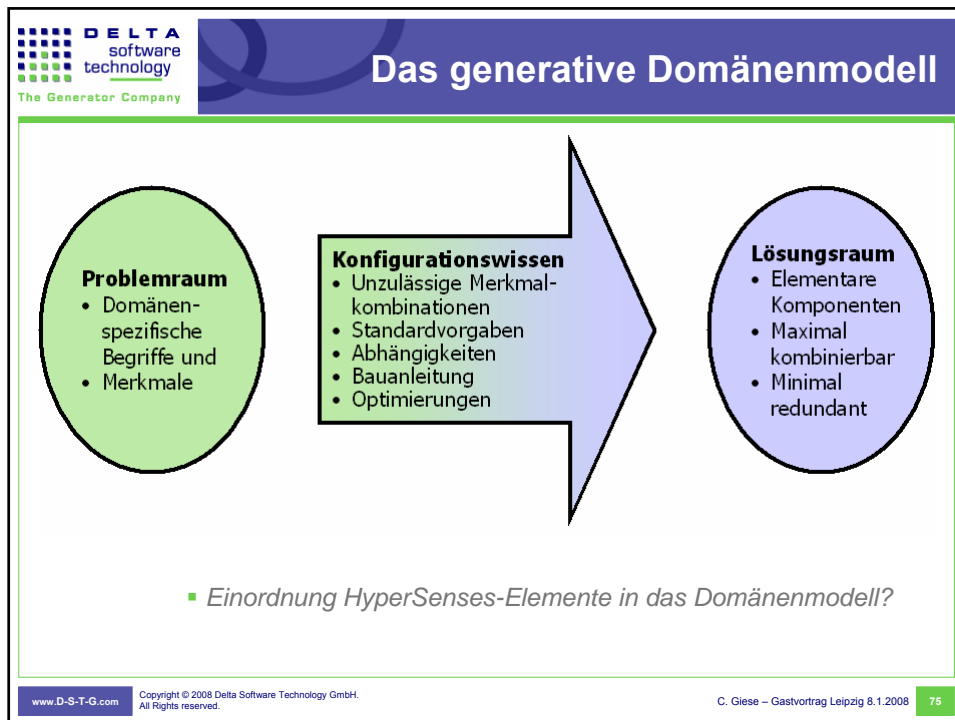 DELTA
software
technology
The Generator Company
Das generative Domänenmodell
Problemraum
• Domänen-
spezifische
Begriffe und
• Merkmale
Konfigurationswissen
• Unzulässige Merkmal-
kombinationen
• Standardvorgaben
• Abhängigkeiten
• Bauanleitung
• Optimierungen
Lösungsraum
• Elementare
Komponenten
• Maximal
kombinierbar
• Minimal
redundant
▪ Einordnung HyperSenses-Elemente in das Domänenmodell?
www.D-S-T-G.com
Copyright © 2008 Delta Software Technology GmbH.
All Rights reserved.
C. Giese – Gastvortrag Leipzig 8.1.2008
75